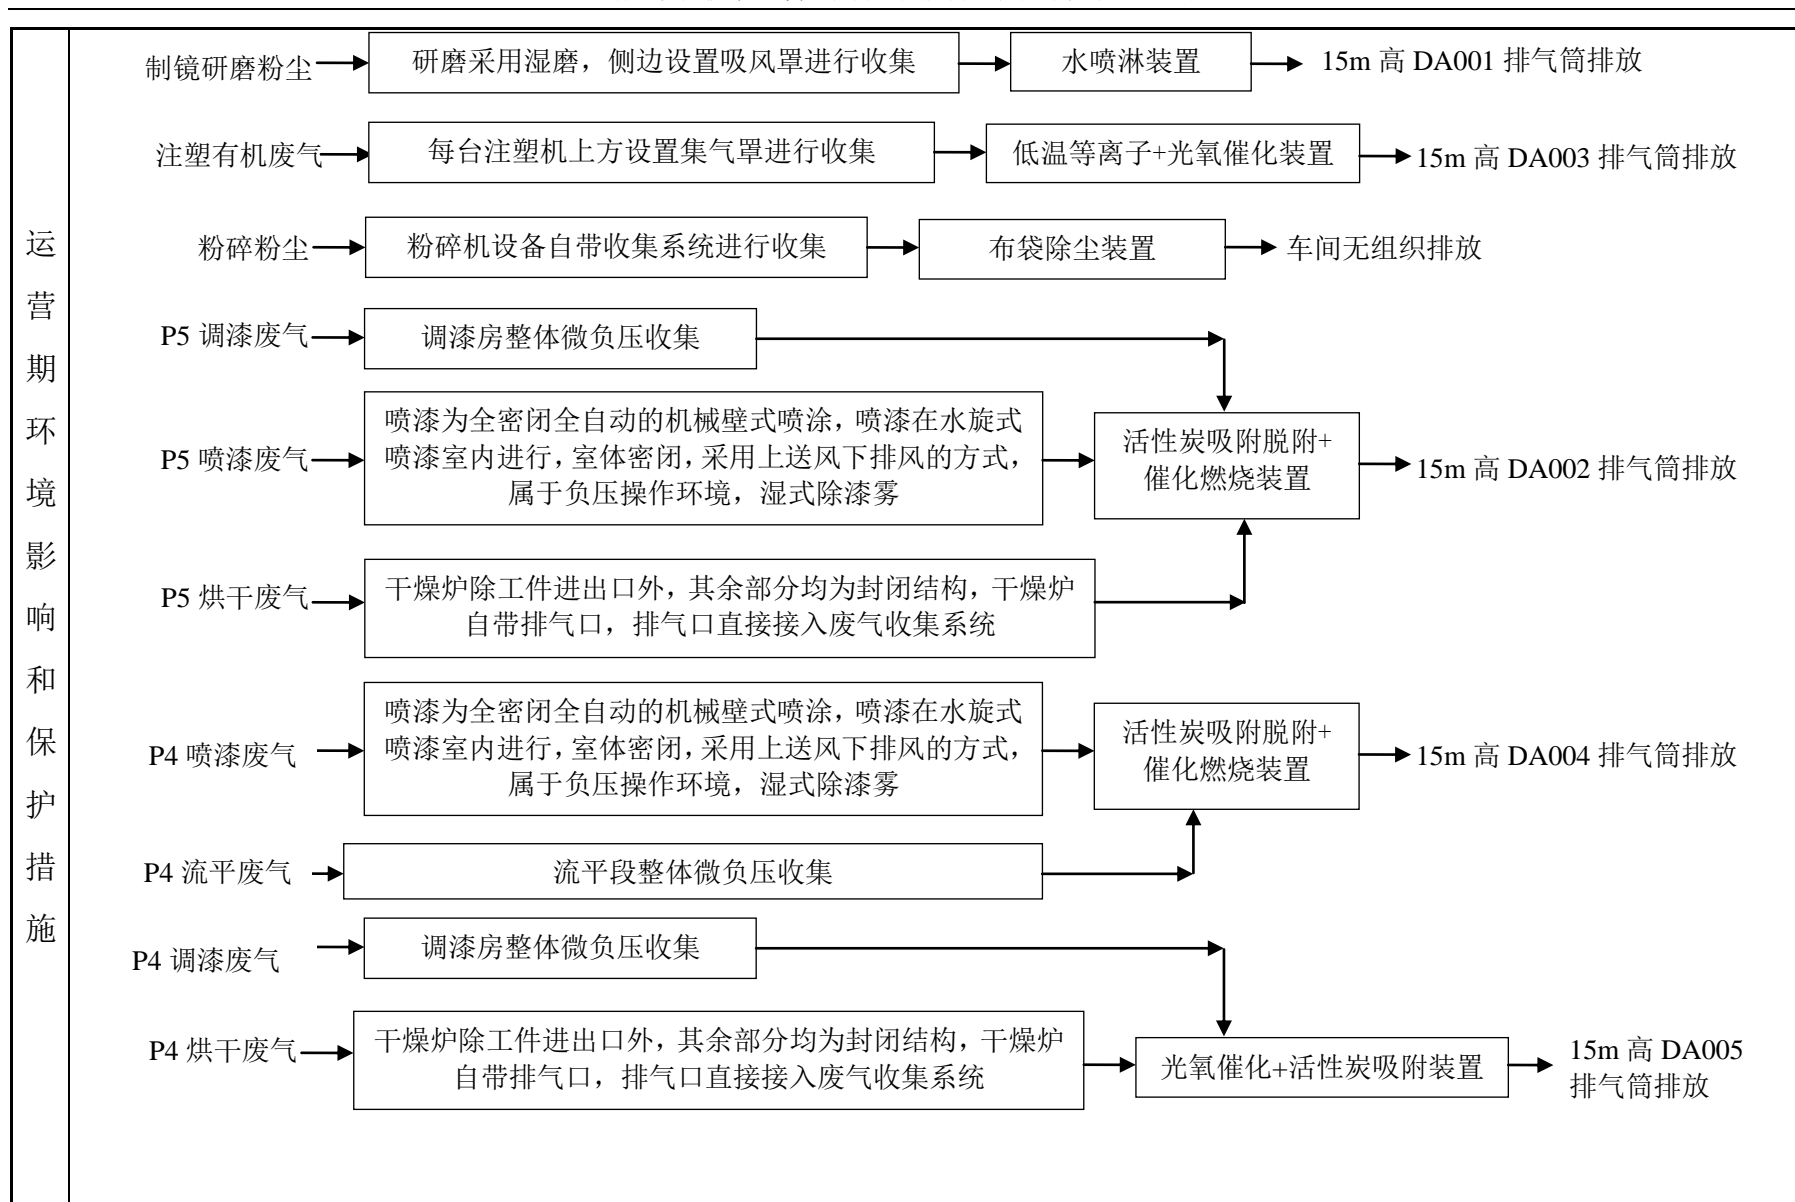 运营期环境影响和保护措施
制镜研磨粉尘
研磨采用湿磨，侧边设置吸风罩进行收集
水喷淋装置
15m 高 DA001 排气筒排放
注塑有机废气
每台注塑机上方设置集气罩进行收集
低温等离子+光氧催化装置
15m 高 DA003 排气筒排放
粉碎粉尘
粉碎机设备自带收集系统进行收集
布袋除尘装置
车间无组织排放
P5 调漆废气
调漆房整体微负压收集
P5 喷漆废气
喷漆为全密闭全自动的机械壁式喷涂，喷漆在水旋式
喷漆室内进行，室体密闭，采用上送风下排风的方式，
属于负压操作环境，湿式除漆雾
活性炭吸附脱附+
催化燃烧装置
15m 高 DA002 排气筒排放
P5 烘干废气
干燥炉除工件进出口外，其余部分均为封闭结构，干燥炉
自带排气口，排气口直接接入废气收集系统
P4 喷漆废气
喷漆为全密闭全自动的机械壁式喷涂，喷漆在水旋式
喷漆室内进行，室体密闭，采用上送风下排风的方式，
属于负压操作环境，湿式除漆雾
活性炭吸附脱附+
催化燃烧装置
15m 高 DA004 排气筒排放
P4 流平废气
流平段整体微负压收集
P4 调漆废气
调漆房整体微负压收集
P4 烘干废气
干燥炉除工件进出口外，其余部分均为封闭结构，干燥炉
自带排气口，排气口直接接入废气收集系统
光氧催化+活性炭吸附装置
15m 高 DA005
排气筒排放